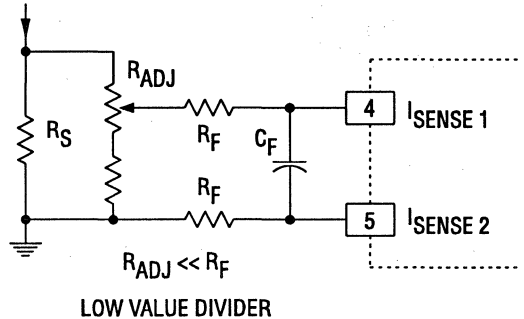 R_ADJ
R_S
R_F
C_F
4
I_SENSE 1
R_F
5
I_SENSE 2
R_ADJ << R_F
LOW VALUE DIVIDER